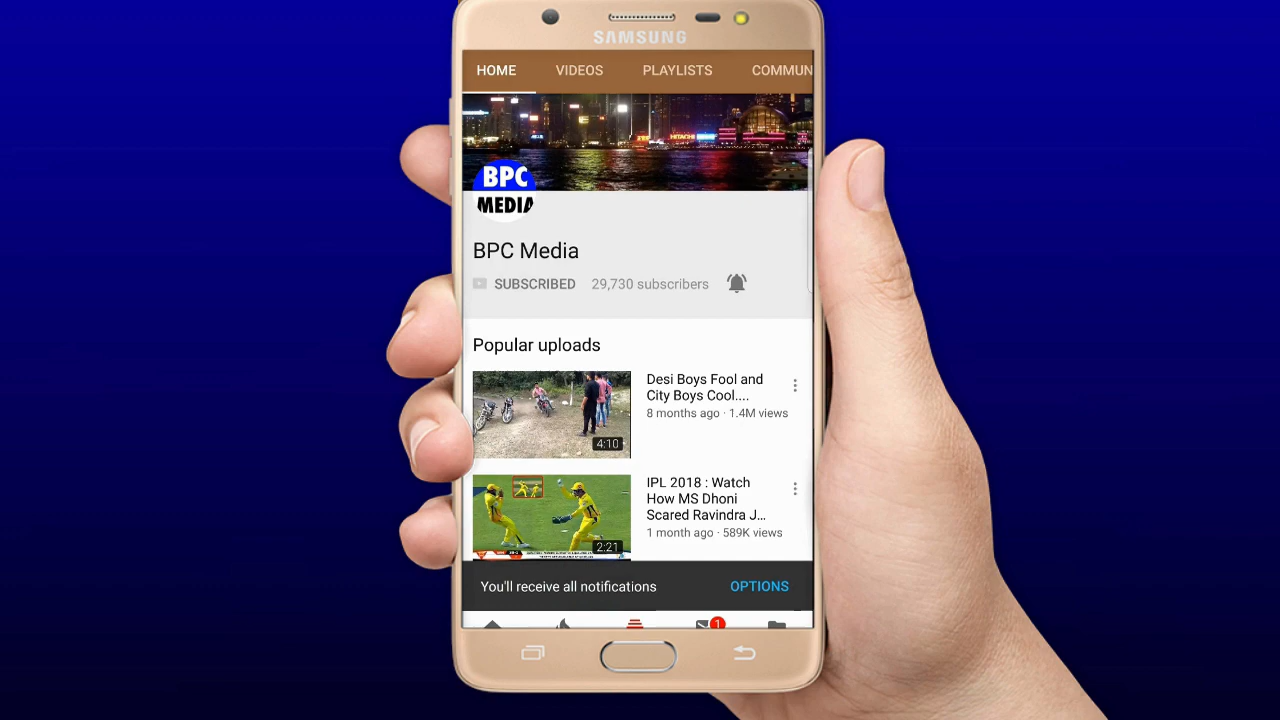 SAMSUNG
HOME VIDEOS PLAYLISTS COMMUN
HITACHI
BPC
MEDIA
BPC Media
SUBSCRIBED 29,730 subscribers
Popular uploads
Desi Boys Fool and
City Boys Cool....
8 months ago · 1.4M views
4:10
IPL 2018 : Watch
How MS Dhoni
Scared Ravindra J...
1 month ago · 589K views
2:21
You'll receive all notifications OPTIONS
1